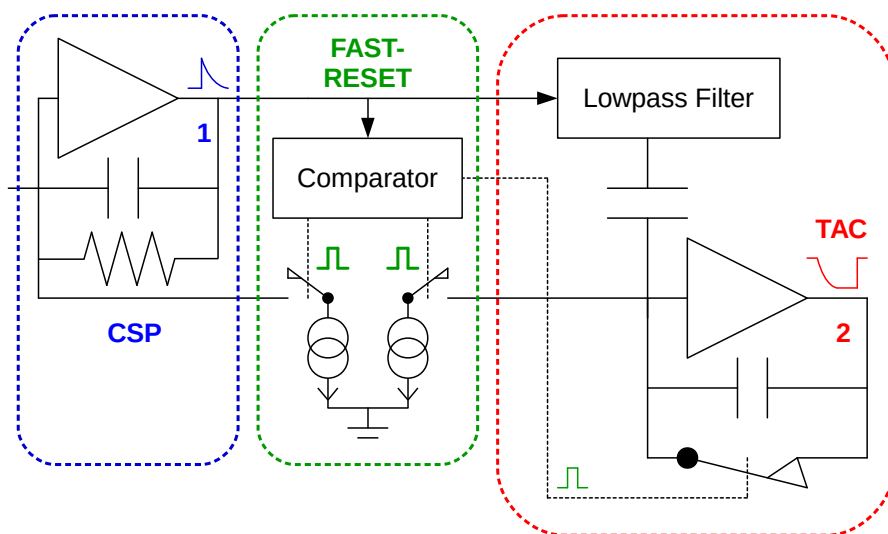 FAST-
RESET
Lowpass Filter
1
Comparator
TAC
CSP
2